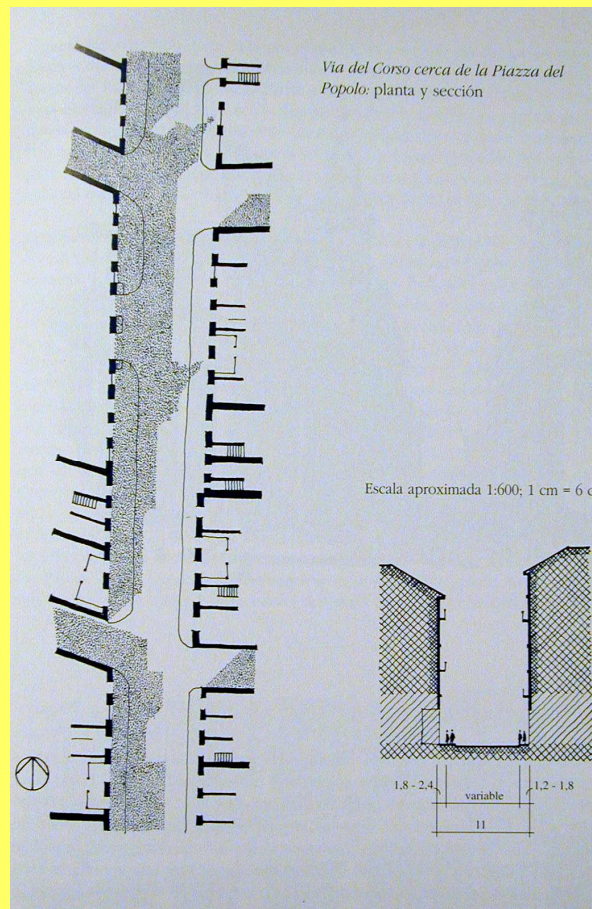 Via del Corso cerca de la Piazza del
Popolo: planta y sección
Escala aproximada 1:600; 1 cm = 6
1,8 - 2,4
variable
1,2 - 1,8
11